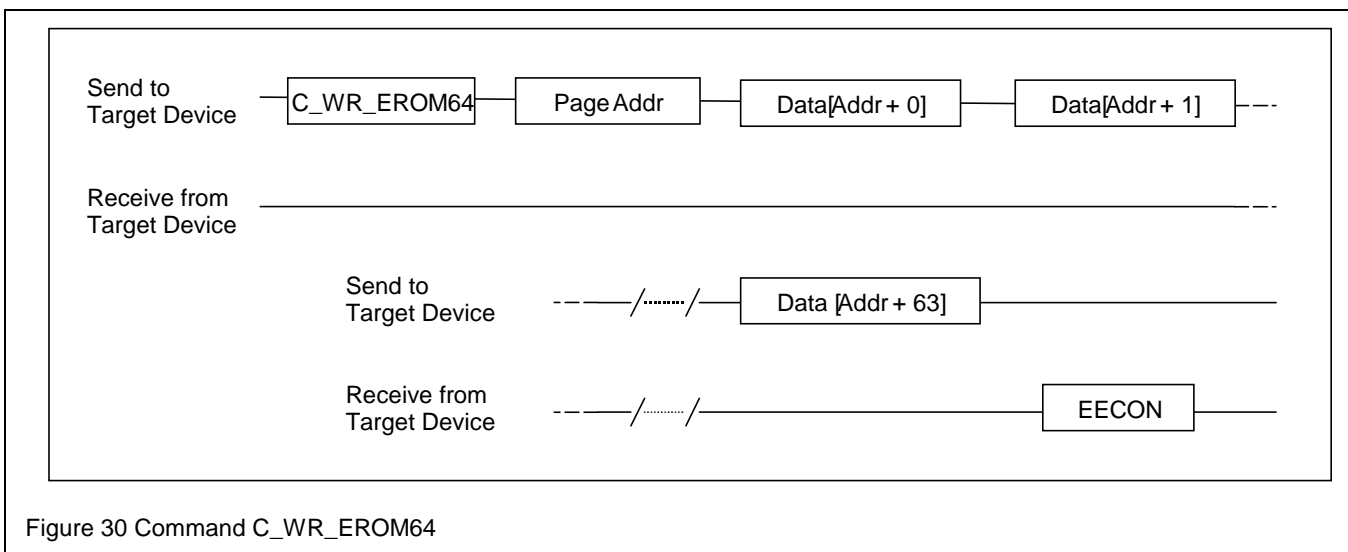 Send to
Target Device
C_WR_EROM64
Page Addr
Data[Addr + 0]
Data[Addr + 1]
Receive from
Target Device
Send to
Target Device
Data [Addr + 63]
Receive from
Target Device
EECON
Figure 30 Command C_WR_EROM64